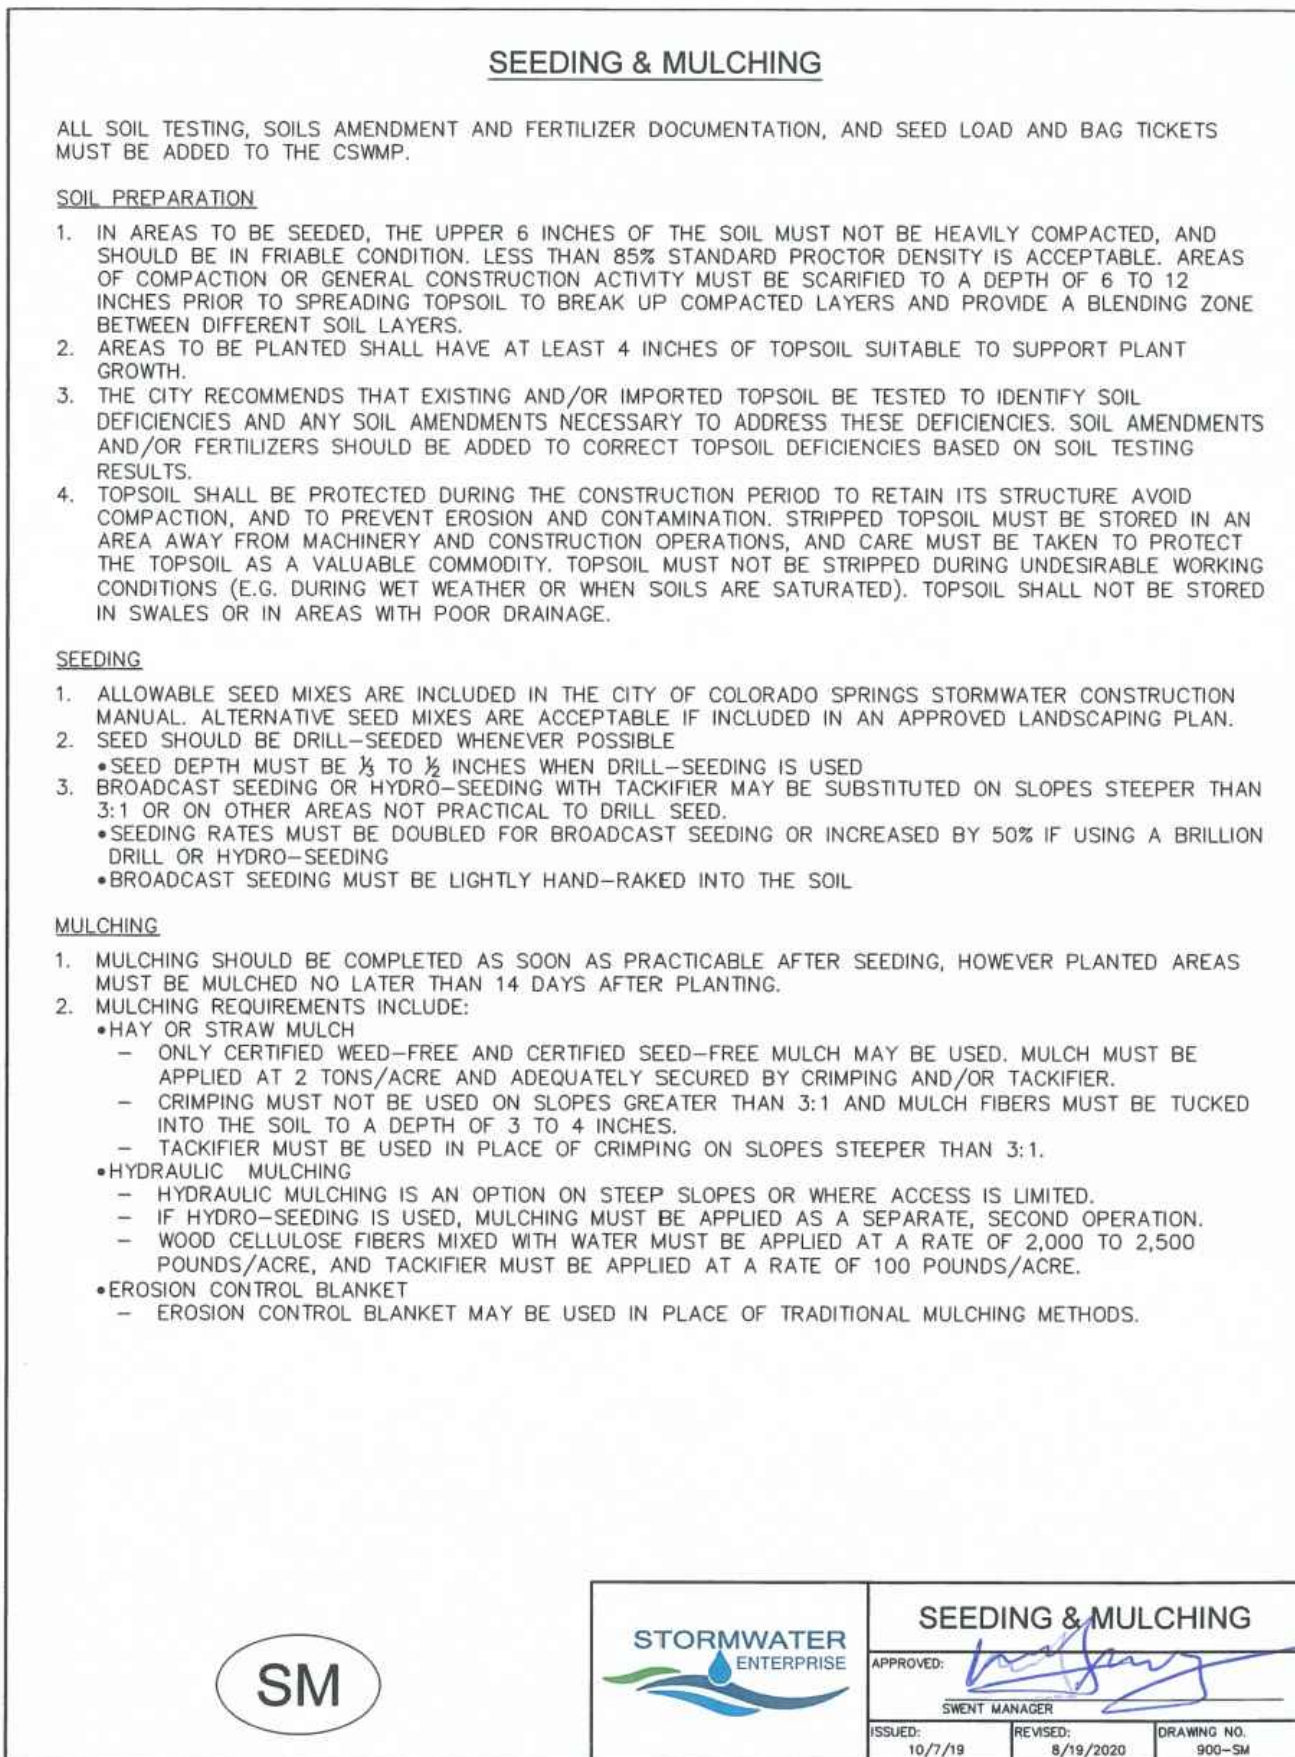 SEEDING & MULCHING
ALL SOIL TESTING, SOILS AMENDMENT AND FERTILIZER DOCUMENTATION, AND SEED LOAD AND BAG TICKETS
MUST BE ADDED TO THE CSWMP.
SOIL PREPARATION
1. IN AREAS TO BE SEEDED, THE UPPER 6 INCHES OF THE SOIL MUST NOT BE HEAVILY COMPACTED, AND
SHOULD BE IN FRIABLE CONDITION. LESS THAN 85% STANDARD PROCTOR DENSITY IS ACCEPTABLE. AREAS
OF COMPACTION OR GENERAL CONSTRUCTION ACTIVITY MUST BE SCARIFIED TO A DEPTH OF 6 TO 12
INCHES PRIOR TO SPREADING TOPSOIL TO BREAK UP COMPACTED LAYERS AND PROVIDE A BLENDING ZONE
BETWEEN DIFFERENT SOIL LAYERS.
2. AREAS TO BE PLANTED SHALL HAVE AT LEAST 4 INCHES OF TOPSOIL SUITABLE TO SUPPORT PLANT
GROWTH.
3. THE CITY RECOMMENDS THAT EXISTING AND/OR IMPORTED TOPSOIL BE TESTED TO IDENTIFY SOIL
DEFICIENCIES AND ANY SOIL AMENDMENTS NECESSARY TO ADDRESS THESE DEFICIENCIES. SOIL AMENDMENTS
AND/OR FERTILIZERS SHOULD BE ADDED TO CORRECT TOPSOIL DEFICIENCIES BASED ON SOIL TESTING
RESULTS.
4. TOPSOIL SHALL BE PROTECTED DURING THE CONSTRUCTION PERIOD TO RETAIN ITS STRUCTURE AVOID
COMPACTION, AND TO PREVENT EROSION AND CONTAMINATION. STRIPPED TOPSOIL MUST BE STORED IN AN
AREA AWAY FROM MACHINERY AND CONSTRUCTION OPERATIONS, AND CARE MUST BE TAKEN TO PROTECT
THE TOPSOIL AS A VALUABLE COMMODITY. TOPSOIL MUST NOT BE STRIPPED DURING UNDESIRABLE WORKING
CONDITIONS (E.G. DURING WET WEATHER OR WHEN SOILS ARE SATURATED). TOPSOIL SHALL NOT BE STORED
IN SWALES OR IN AREAS WITH POOR DRAINAGE.
SEEDING
1. ALLOWABLE SEED MIXES ARE INCLUDED IN THE CITY OF COLORADO SPRINGS STORMWATER CONSTRUCTION
MANUAL. ALTERNATIVE SEED MIXES ARE ACCEPTABLE IF INCLUDED IN AN APPROVED LANDSCAPING PLAN.
2. SEED SHOULD BE DRILL-SEEDED WHENEVER POSSIBLE
•SEED DEPTH MUST BE ⅓ TO ½ INCHES WHEN DRILL-SEEDING IS USED
3. BROADCAST SEEDING OR HYDRO-SEEDING WITH TACKIFIER MAY BE SUBSTITUTED ON SLOPES STEEPER THAN
3:1 OR ON OTHER AREAS NOT PRACTICAL TO DRILL SEED.
•SEEDING RATES MUST BE DOUBLED FOR BROADCAST SEEDING OR INCREASED BY 50% IF USING A BRILLION
DRILL OR HYDRO-SEEDING
•BROADCAST SEEDING MUST BE LIGHTLY HAND-RAKED INTO THE SOIL
MULCHING
1. MULCHING SHOULD BE COMPLETED AS SOON AS PRACTICABLE AFTER SEEDING, HOWEVER PLANTED AREAS
MUST BE MULCHED NO LATER THAN 14 DAYS AFTER PLANTING.
2. MULCHING REQUIREMENTS INCLUDE:
•HAY OR STRAW MULCH
– ONLY CERTIFIED WEED-FREE AND CERTIFIED SEED-FREE MULCH MAY BE USED. MULCH MUST BE
APPLIED AT 2 TONS/ACRE AND ADEQUATELY SECURED BY CRIMPING AND/OR TACKIFIER.
– CRIMPING MUST NOT BE USED ON SLOPES GREATER THAN 3:1 AND MULCH FIBERS MUST BE TUCKED
INTO THE SOIL TO A DEPTH OF 3 TO 4 INCHES.
– TACKIFIER MUST BE USED IN PLACE OF CRIMPING ON SLOPES STEEPER THAN 3:1.
•HYDRAULIC MULCHING
– HYDRAULIC MULCHING IS AN OPTION ON STEEP SLOPES OR WHERE ACCESS IS LIMITED.
– IF HYDRO-SEEDING IS USED, MULCHING MUST BE APPLIED AS A SEPARATE, SECOND OPERATION.
– WOOD CELLULOSE FIBERS MIXED WITH WATER MUST BE APPLIED AT A RATE OF 2,000 TO 2,500
POUNDS/ACRE, AND TACKIFIER MUST BE APPLIED AT A RATE OF 100 POUNDS/ACRE.
•EROSION CONTROL BLANKET
– EROSION CONTROL BLANKET MAY BE USED IN PLACE OF TRADITIONAL MULCHING METHODS.
SM
STORMWATER
ENTERPRISE
SEEDING & MULCHING
APPROVED:
SWENT MANAGER
ISSUED: REVISED: DRAWING NO.
10/7/19 8/19/2020 900-SM